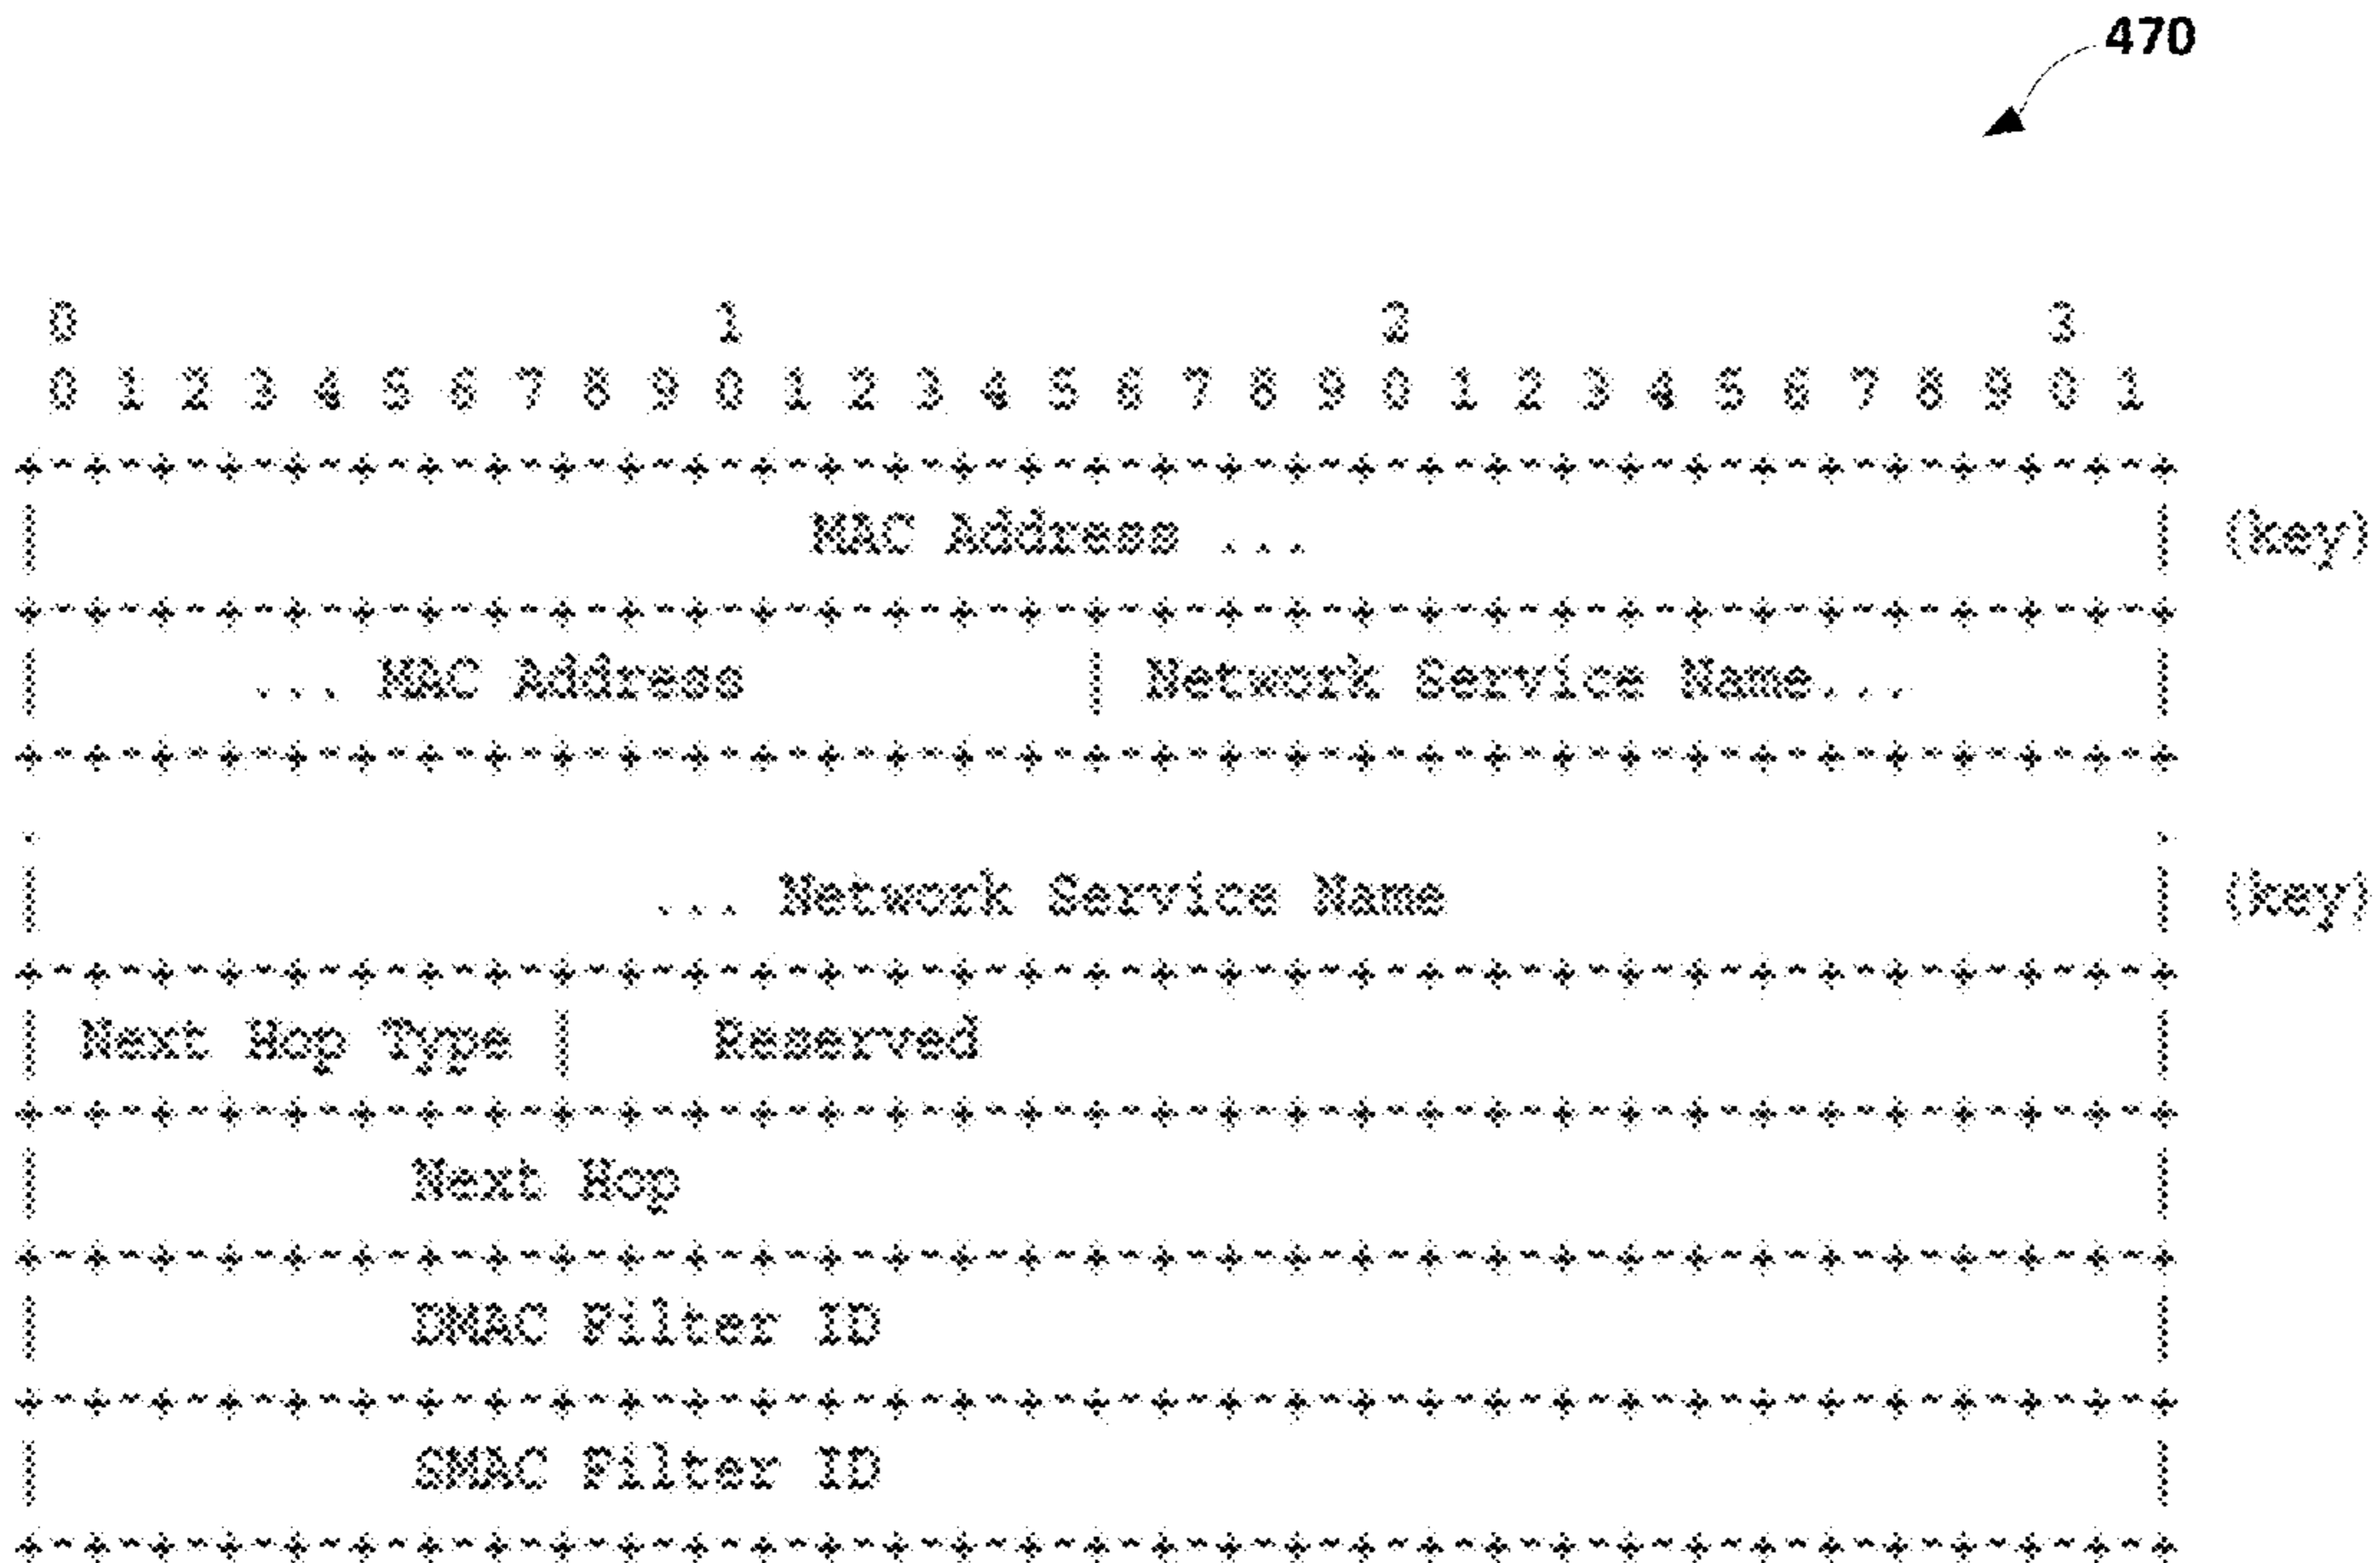 470
0                   1                   2                   3
0 1 2 3 4 5 6 7 8 9 0 1 2 3 4 5 6 7 8 9 0 1 2 3 4 5 6 7 8 9 0 1
+-+-+-+-+-+-+-+-+-+-+-+-+-+-+-+-+-+-+-+-+-+-+-+-+-+-+-+-+-+-+-+-+
| MAC Address ... | (key)
+-+-+-+-+-+-+-+-+-+-+-+-+-+-+-+-+-+-+-+-+-+-+-+-+-+-+-+-+-+-+-+-+
| ... MAC Address | Network Service Name... |
+-+-+-+-+-+-+-+-+-+-+-+-+-+-+-+-+-+-+-+-+-+-+-+-+-+-+-+-+-+-+-+-+
. .
| ... Network Service Name | (key)
+-+-+-+-+-+-+-+-+-+-+-+-+-+-+-+-+-+-+-+-+-+-+-+-+-+-+-+-+-+-+-+-+
| Next Hop Type | Reserved |
+-+-+-+-+-+-+-+-+-+-+-+-+-+-+-+-+-+-+-+-+-+-+-+-+-+-+-+-+-+-+-+-+
| Next Hop |
+-+-+-+-+-+-+-+-+-+-+-+-+-+-+-+-+-+-+-+-+-+-+-+-+-+-+-+-+-+-+-+-+
| DMAC Filter ID |
+-+-+-+-+-+-+-+-+-+-+-+-+-+-+-+-+-+-+-+-+-+-+-+-+-+-+-+-+-+-+-+-+
| SMAC Filter ID |
+-+-+-+-+-+-+-+-+-+-+-+-+-+-+-+-+-+-+-+-+-+-+-+-+-+-+-+-+-+-+-+-+